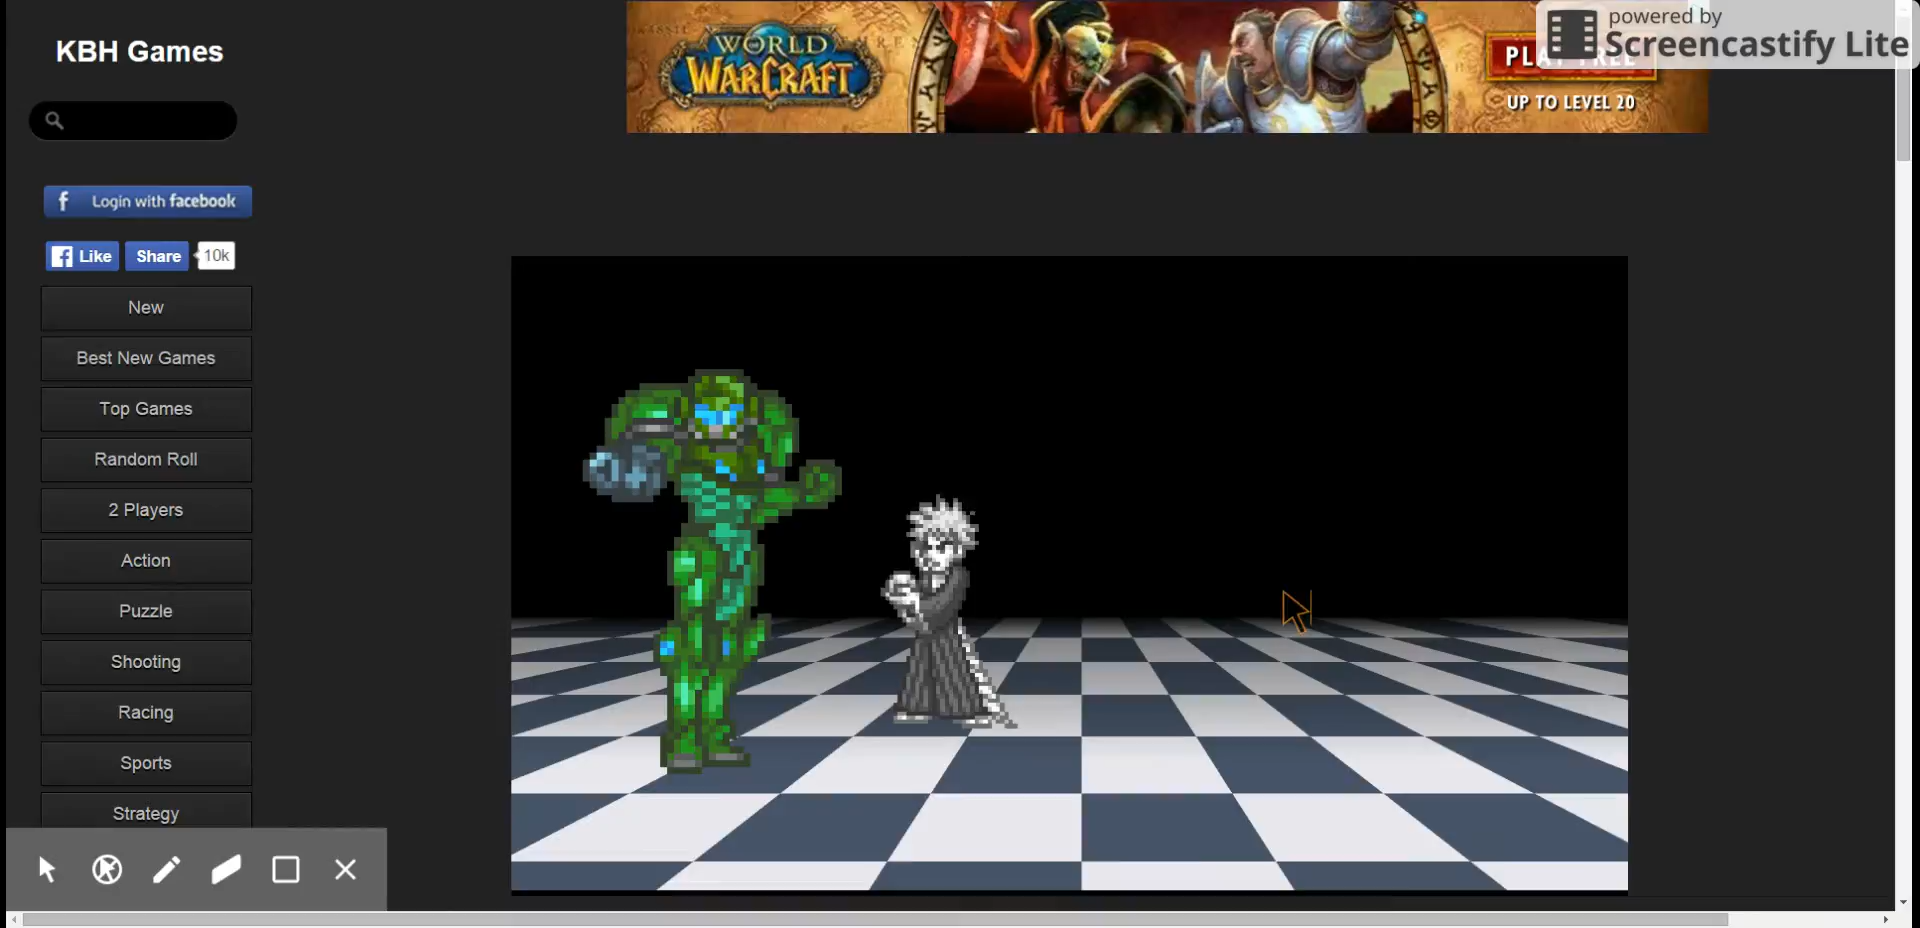 KBH Games
WORLD
WARCRAFT
UP TO LEVEL 20
powered by
Screencastify Lite
f Login with facebook
Like
Share
10k
New
Best New Games
Top Games
Random Roll
2 Players
Action
Puzzle
Shooting
Racing
Sports
Strategy